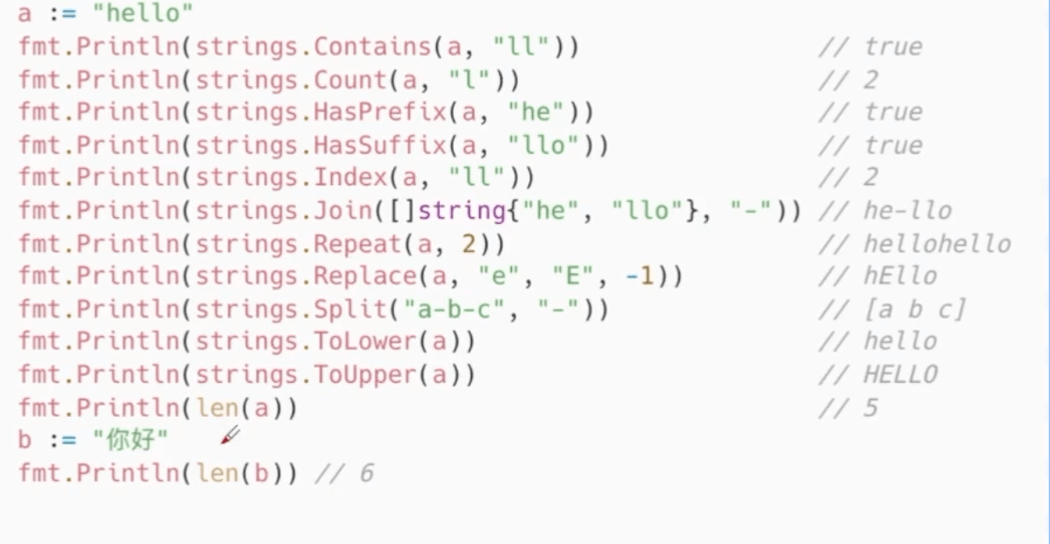 a := "hello"
fmt.Println(strings.Contains(a, "ll")) // true
fmt.Println(strings.Count(a, "l")) // 2
fmt.Println(strings.HasPrefix(a, "he")) // true
fmt.Println(strings.HasSuffix(a, "llo")) // true
fmt.Println(strings.Index(a, "ll")) // 2
fmt.Println(strings.Join([]string{"he", "llo"}, "-")) // he-llo
fmt.Println(strings.Repeat(a, 2)) // hellohello
fmt.Println(strings.Replace(a, "e", "E", -1)) // hEllo
fmt.Println(strings.Split("a-b-c", "-")) // [a b c]
fmt.Println(strings.ToLower(a)) // hello
fmt.Println(strings.ToUpper(a)) // HELLO
fmt.Println(len(a)) // 5
b := "你好"
fmt.Println(len(b)) // 6